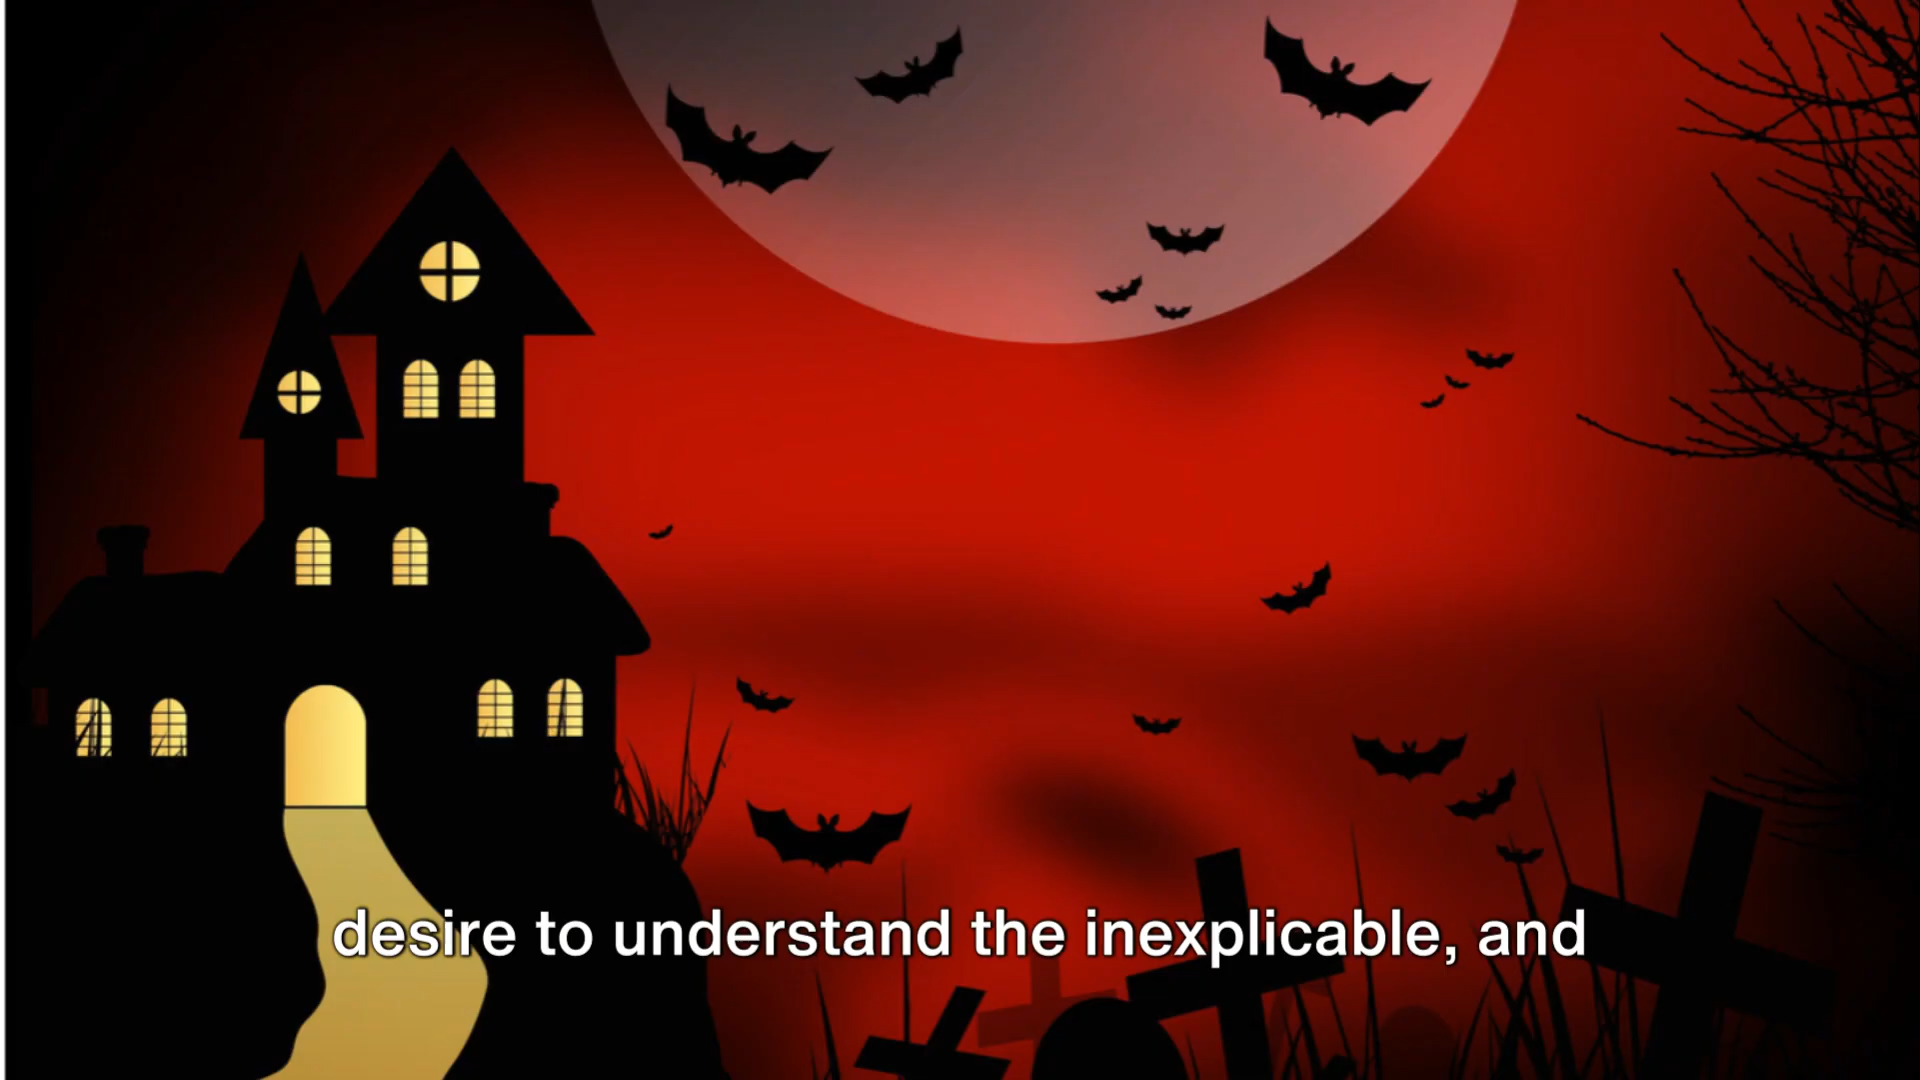 desire to understand the inexplicable, and